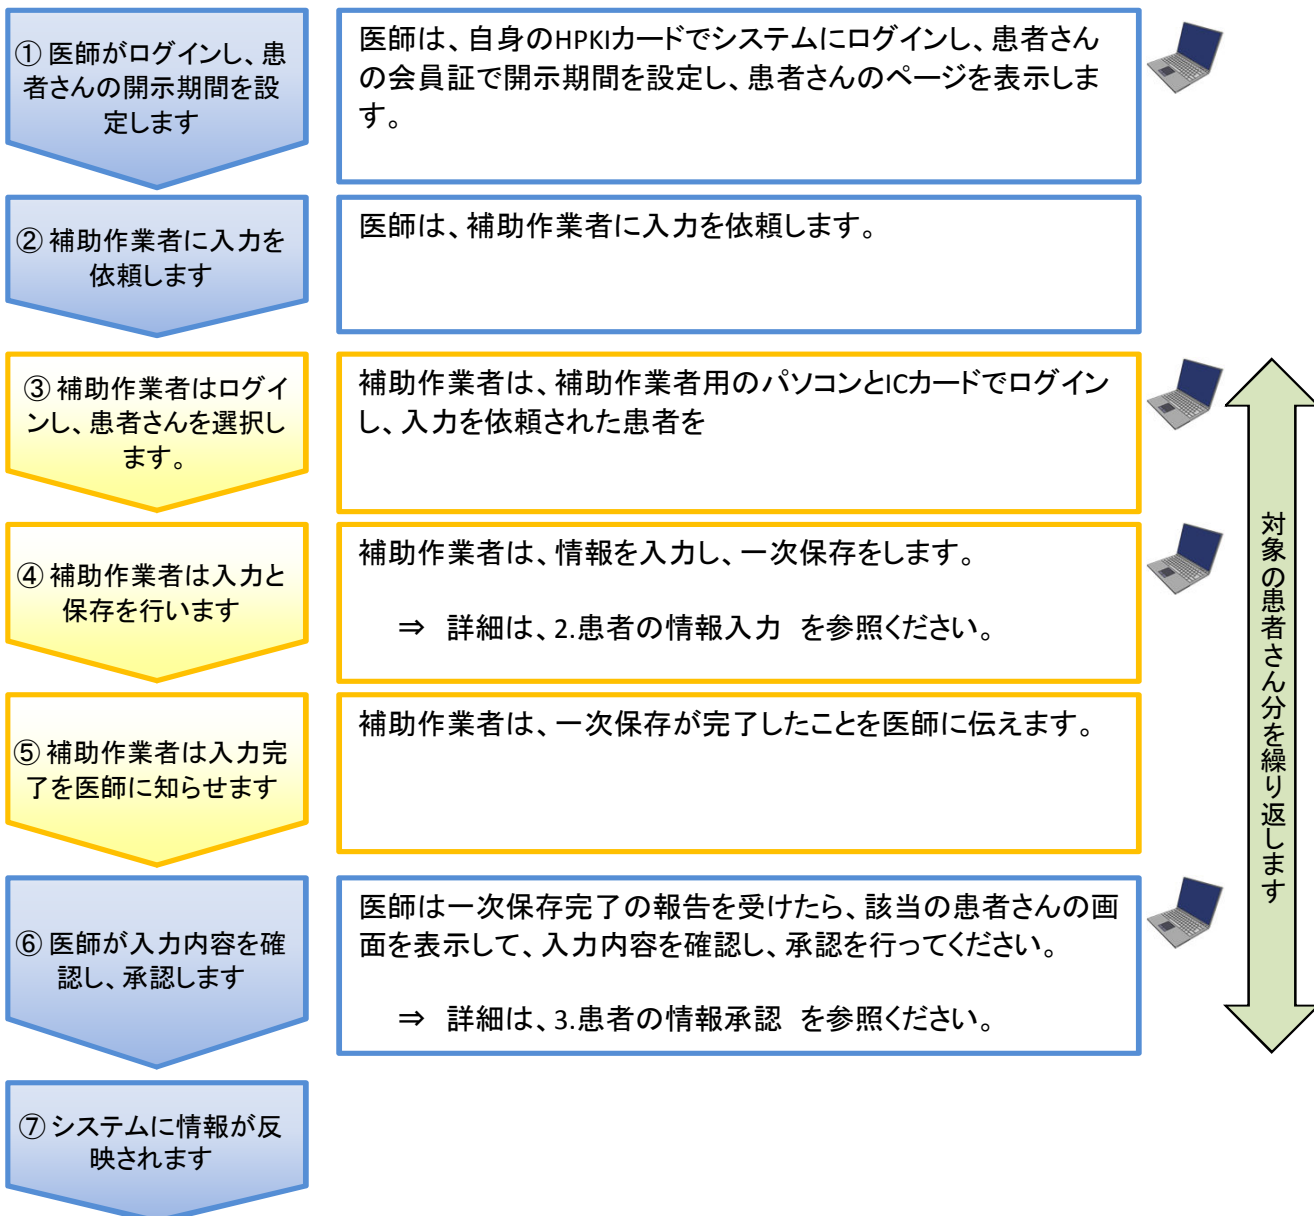 ① 医師がログインし、患
者さんの開示期間を設
定します
医師は、自身のHPKIカードでシステムにログインし、患者さん
の会員証で開示期間を設定し、患者さんのページを表示しま
す。
② 補助作業者に入力を
依頼します
医師は、補助作業者に入力を依頼します。
③ 補助作業者はログイ
ンし、患者さんを選択し
ます。
補助作業者は、補助作業者用のパソコンとICカードでログイン
し、入力を依頼された患者を
④ 補助作業者は入力と
保存を行います
補助作業者は、情報を入力し、一次保存をします。
⇒ 詳細は、2.患者の情報入力 を参照ください。
⑤ 補助作業者は入力完
了を医師に知らせます
補助作業者は、一次保存が完了したことを医師に伝えます。
⑥ 医師が入力内容を確
認し、承認します
医師は一次保存完了の報告を受けたら、該当の患者さんの画
面を表示して、入力内容を確認し、承認を行ってください。
⇒ 詳細は、3.患者の情報承認 を参照ください。
対象の患者さん分を繰り返します
⑦ システムに情報が反
映されます